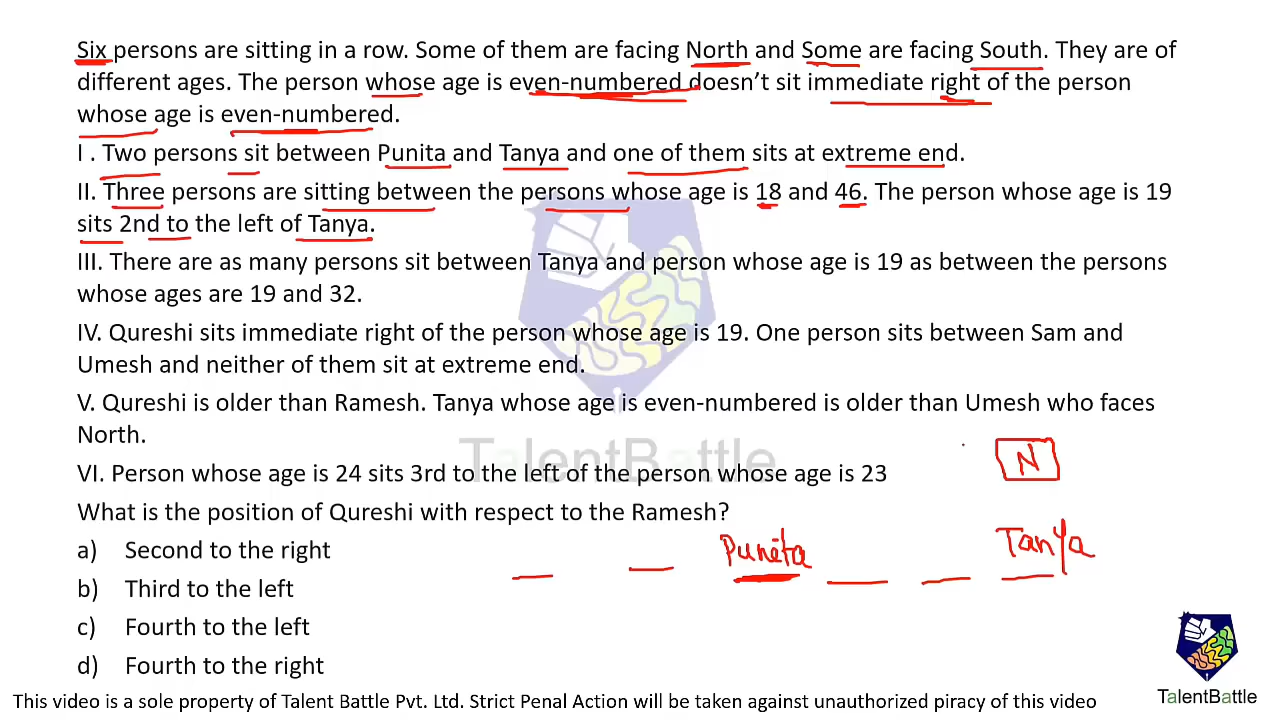 Six persons are sitting in a row. Some of them are facing North and Some are facing South. They are of
different ages. The person whose age is even-numbered doesn’t sit immediate right of the person
whose age is even-numbered.
I . Two persons sit between Punita and Tanya and one of them sits at extreme end.
II. Three persons are sitting between the persons whose age is 18 and 46. The person whose age is 19
sits 2nd to the left of Tanya.
III. There are as many persons sit between Tanya and person whose age is 19 as between the persons
whose ages are 19 and 32.
IV. Qureshi sits immediate right of the person whose age is 19. One person sits between Sam and
Umesh and neither of them sit at extreme end.
V. Qureshi is older than Ramesh. Tanya whose age is even-numbered is older than Umesh who faces
North.
TalentBattle
N
VI. Person whose age is 24 sits 3rd to the left of the person whose age is 23
What is the position of Qureshi with respect to the Ramesh?
a) Second to the right
Punita Tanya
b) Third to the left
c) Fourth to the left
d) Fourth to the right
TalentBattle
This video is a sole property of Talent Battle Pvt. Ltd. Strict Penal Action will be taken against unauthorized piracy of this video